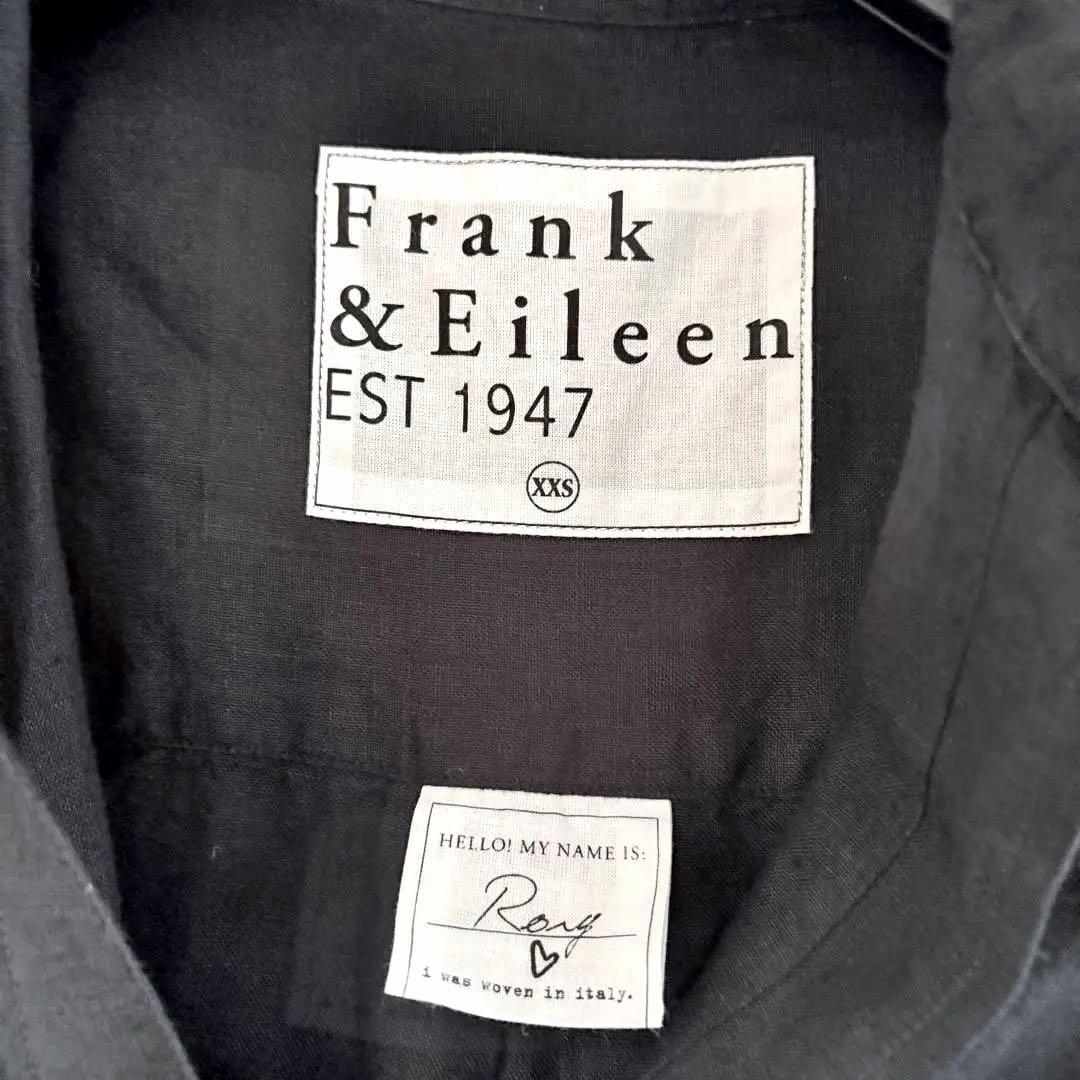 Frank
& Eileen
EST 1947
XXS
HELLO! MY NAME IS:
Rory
i was woven in italy.